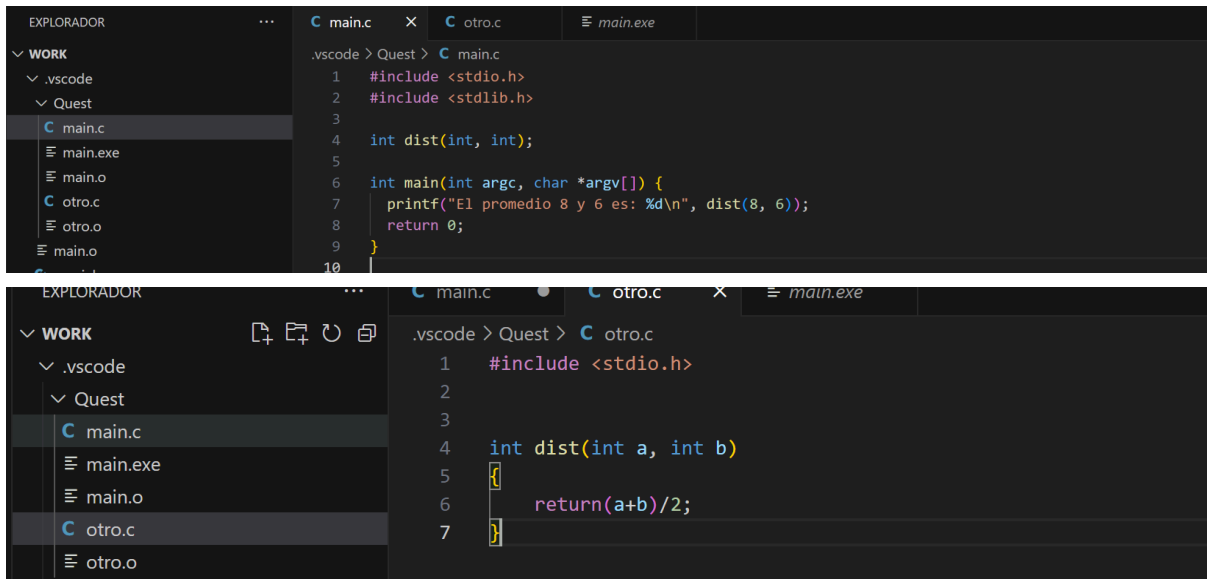 EXPLORADOR ...
main.c × otro.c main.exe
WORK
.vscode > Quest > main.c
.vscode
Quest
main.c
main.exe
main.o
otro.c
otro.o
main.o
1 #include <stdio.h>
2 #include <stdlib.h>
3
4 int dist(int, int);
5
6 int main(int argc, char *argv[]) {
7 printf("El promedio 8 y 6 es: %d\n", dist(8, 6));
8 return 0;
9 }
10
EXPLORADOR ...
main.c ● otro.c × main.exe
WORK
.vscode > Quest > otro.c
.vscode
Quest
main.c
main.exe
main.o
otro.c
otro.o
1 #include <stdio.h>
2
3
4 int dist(int a, int b)
5 {
6 return(a+b)/2;
7 }